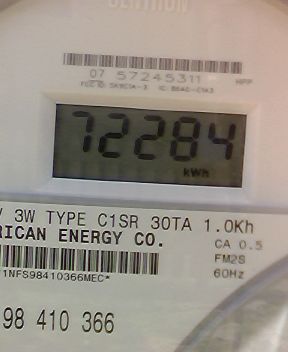 CENTRON
07 57245311
72284
kWh
V 3W TYPE C1SR 30TA 1.0Kh
RICAN ENERGY CO.
CA 0.5
FM2S
60Hz
1NFS98410366MEC*
98 410 366